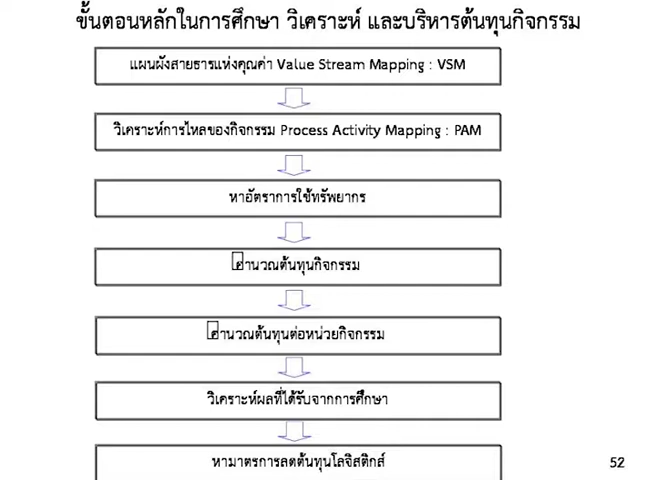 ขั้นตอนหลักในการศึกษา วิเคราะห์ และบริหารต้นทุนกิจกรรม
แผนผังสายธารแห่งคุณค่า Value Stream Mapping : VSM
วิเคราะห์การไหลของกิจกรรม Process Activity Mapping : PAM
หาอัตราการใช้ทรัพยากร
คำนวณต้นทุนกิจกรรม
คำนวณต้นทุนต่อหน่วยกิจกรรม
วิเคราะห์ผลที่ได้รับจากการศึกษา
หามาตรการลดต้นทุนโลจิสติกส์
52